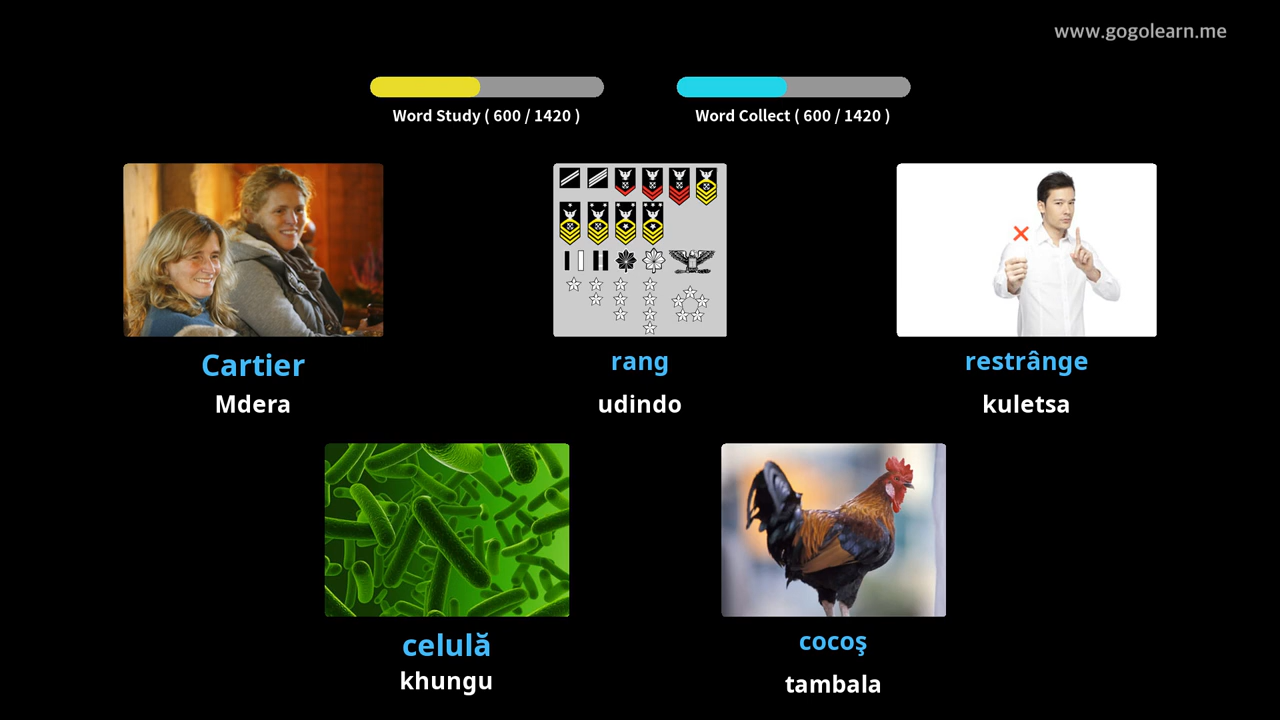 www.gogolearn.me
Word Study ( 600 / 1420 )
Word Collect ( 600 / 1420 )
Cartier
Mdera
rang
udindo
restrânge
kuletsa
celulă
khungu
cocoş
tambala